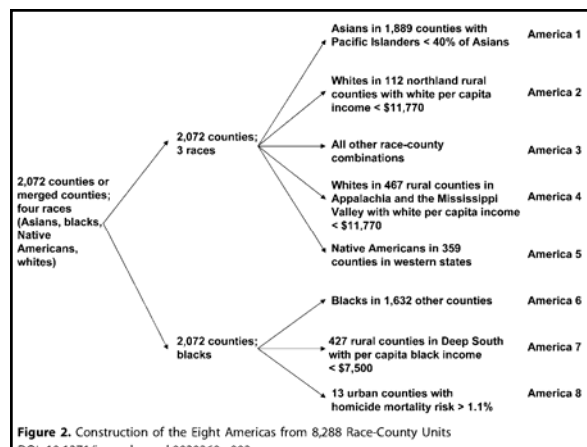 Asians in 1,889 counties with America 1
Pacific Islanders < 40% of Asians
Whites in 112 northland rural America 2
counties with white per capita
income < $11,770
2,072 counties;
3 races
All other race-county America 3
combinations
2,072 counties or
merged counties;
four races
(Asians, blacks,
Native
Americans,
whites)
Whites in 467 rural counties in America 4
Appalachia and the Mississippi
Valley with white per capita income
< $11,770
Native Americans in 359 America 5
counties in western states
Blacks in 1,632 other counties America 6
2,072 counties;
blacks
427 rural counties in Deep South America 7
with per capita black income
< $7,500
13 urban counties with America 8
homicide mortality risk > 1.1%
Figure 2. Construction of the Eight Americas from 8,288 Race-County Units